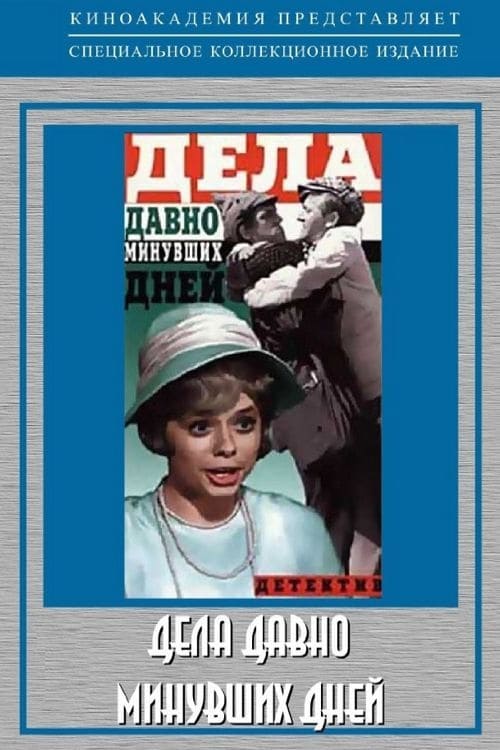 КИНОАКАДЕМИЯ ПРЕДСТАВЛЯЕТ
СПЕЦИАЛЬНОЕ КОЛЛЕКЦИОННОЕ ИЗДАНИЕ
ДЕЛА
ДАВНО
МИНУВШИХ
ДНЕЙ
ДЕТЕКТИВ
ДЕЛА ДАВНО
МИНУВШИХ ДНЕЙ